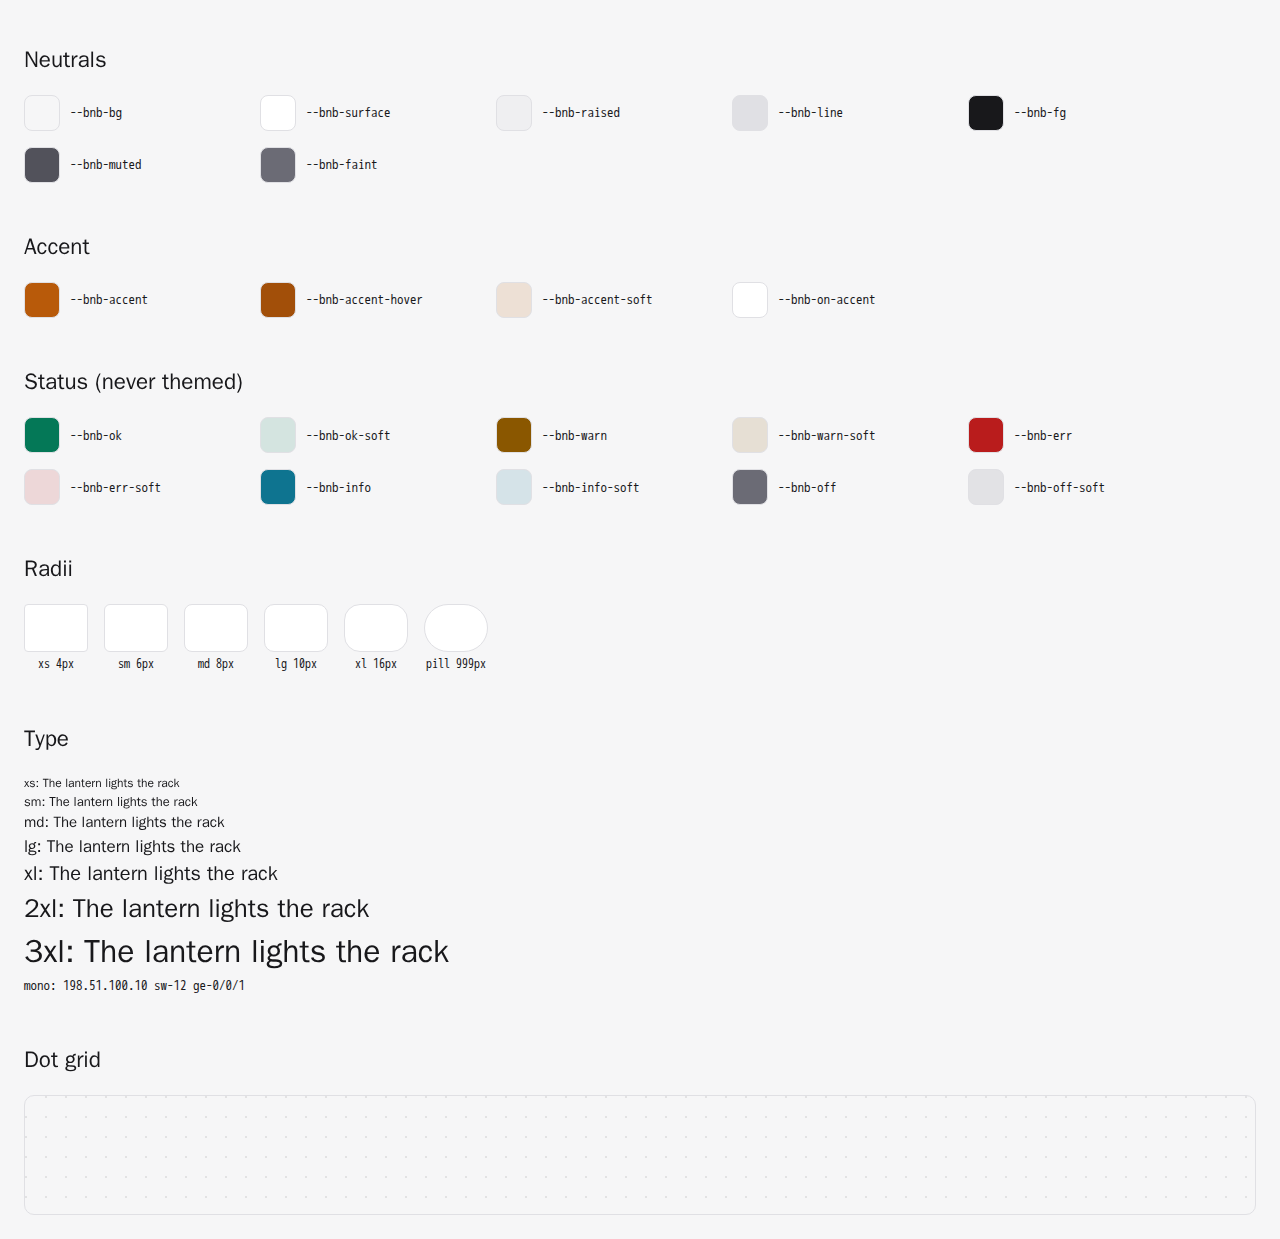 Neutrals
--bnb-bg --bnb-surface --bnb-raised --bnb-line --bnb-fg
--bnb-muted --bnb-faint
Accent
--bnb-accent --bnb-accent-hover --bnb-accent-soft --bnb-on-accent
Status (never themed)
--bnb-ok --bnb-ok-soft --bnb-warn --bnb-warn-soft --bnb-err
--bnb-err-soft --bnb-info --bnb-info-soft --bnb-off --bnb-off-soft
Radii
xs 4px sm 6px md 8px lg 10px xl 16px pill 999px
Type
xs: The lantern lights the rack
sm: The lantern lights the rack
md: The lantern lights the rack
lg: The lantern lights the rack
xl: The lantern lights the rack
2xl: The lantern lights the rack
3xl: The lantern lights the rack
mono: 198.51.100.10 sw-12 ge-0/0/1
Dot grid